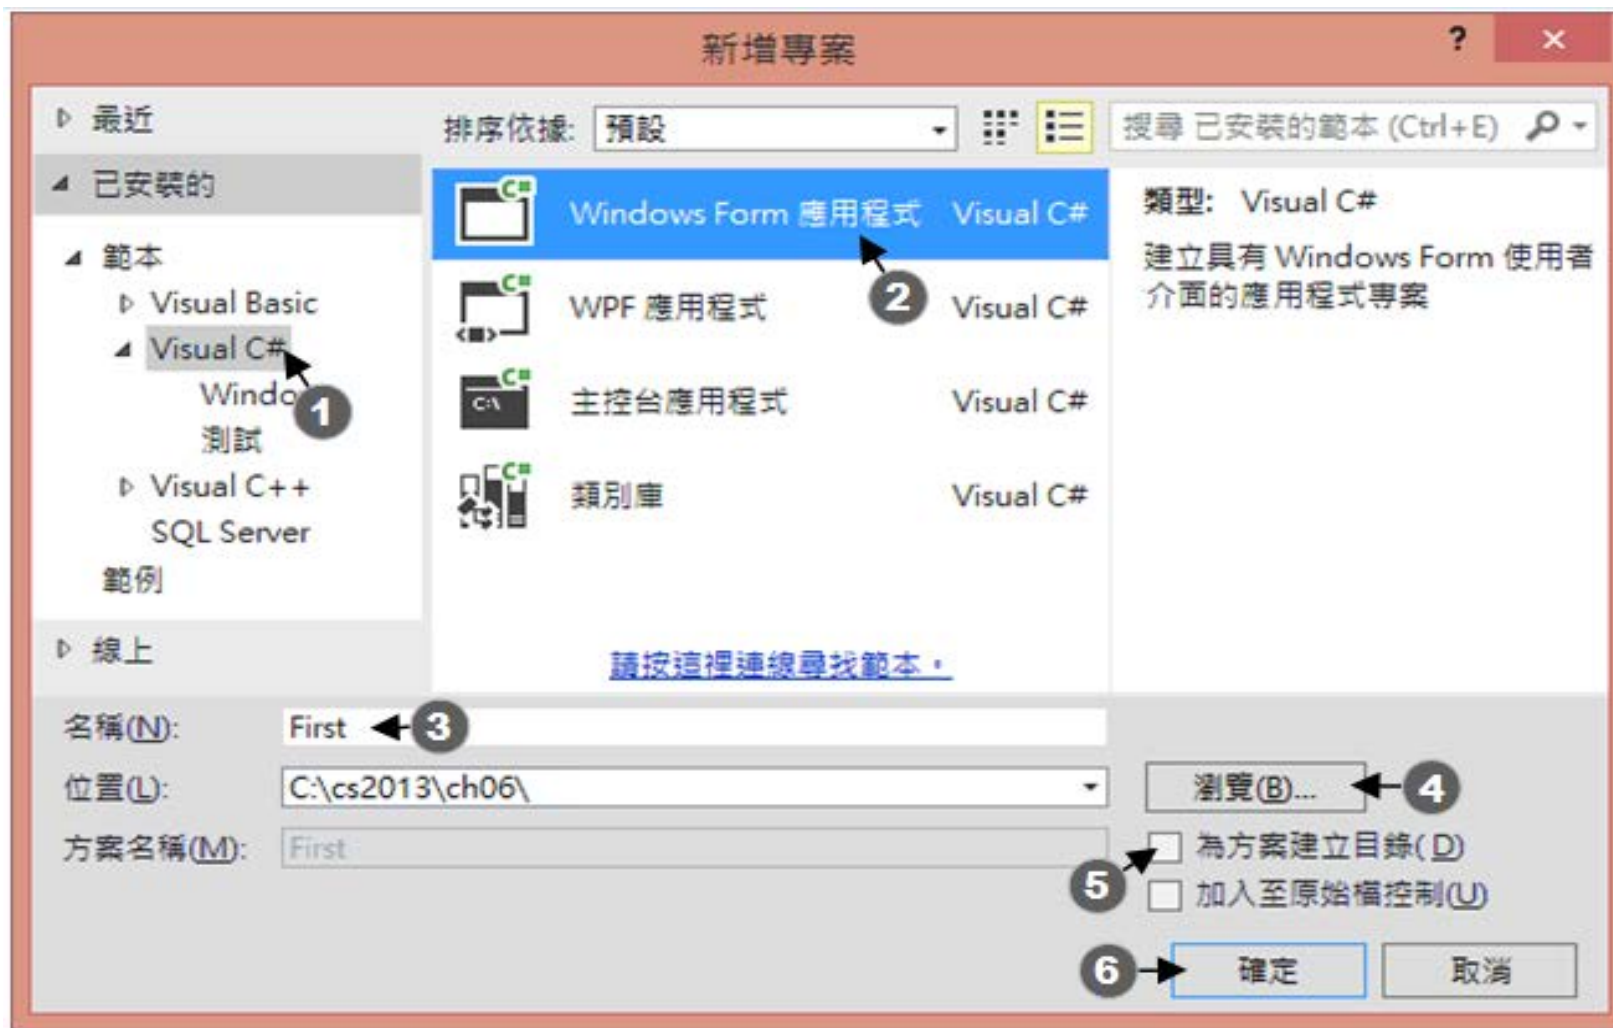 新增專案
?
最近
已安裝的
範本
Visual Basic
Visual C#
1
測試
Visual C++
SQL Server
範例
線上
排序依據: 預設
搜尋 已安裝的範本 (Ctrl+E)
Windows Form 應用程式 Visual C#
2
WPF 應用程式 Visual C#
主控台應用程式 Visual C#
類別庫 Visual C#
請按這裡連線尋找範本。
類型: Visual C#
建立具有 Windows Form 使用者
介面的應用程式專案
名稱(N): First 3
位置(L): C:\cs2013\ch06\ 瀏覽(B)... 4
方案名稱(M): First
5 為方案建立目錄(D)
加入至原始檔控制(U)
6 確定 取消